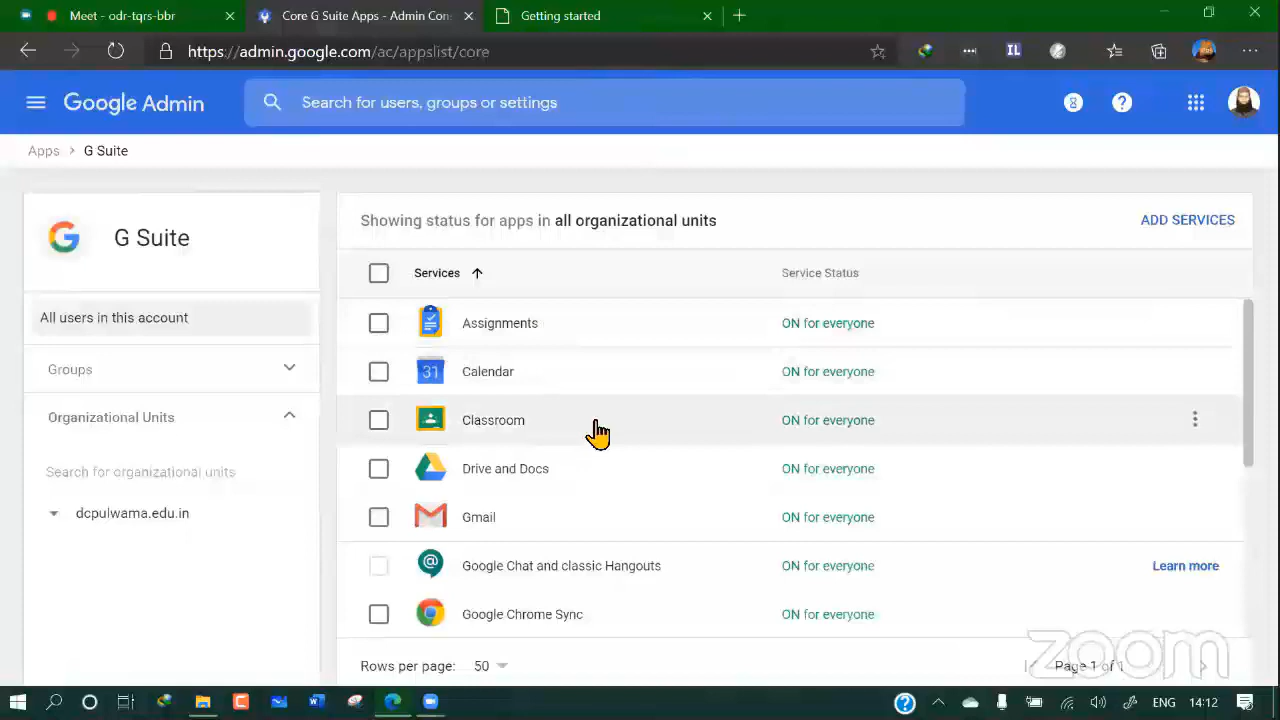 Meet - odr-tqrs-bbr
Core G Suite Apps - Admin Con
Getting started
https://admin.google.com/ac/appslist/core
IL
Google Admin
Search for users, groups or settings
Apps > G Suite
G Suite
Showing status for apps in all organizational units
ADD SERVICES
Services
Service Status
All users in this account
Assignments
ON for everyone
Groups
Calendar
ON for everyone
Organizational Units
Classroom
ON for everyone
Search for organizational units
Drive and Docs
ON for everyone
dcpulwama.edu.in
Gmail
ON for everyone
Google Chat and classic Hangouts
ON for everyone
Learn more
Google Chrome Sync
ON for everyone
Rows per page: 50
Page 1 of 1
zoom
ENG
14:12